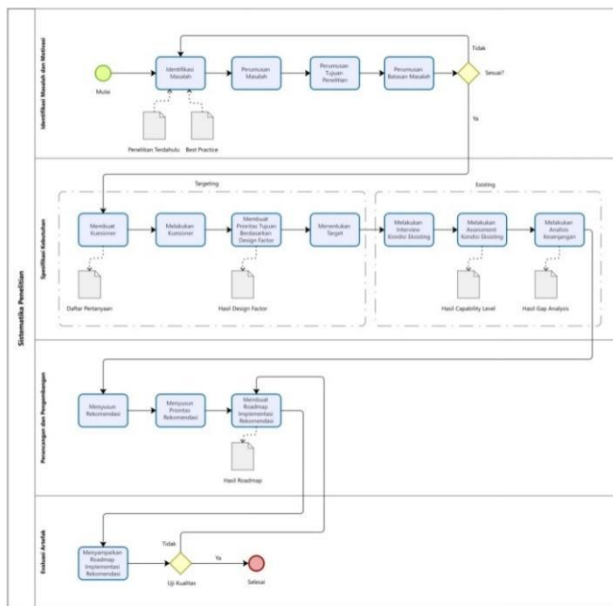 Sistematika Penelitian
Identifikasi Masalah dan Motivasi
Mulai
Identifikasi
Masalah
Perumusan
Masalah
Perumusan
Tujuan
Penelitian
Perumusan
Batasan Masalah
Tidak
Sesuai?
Ya
Penelitian Terdahulu
Best Practice
Spesifikasi Kebutuhan
Targeting
Membuat
Kuesioner
Melakukan
Kuesioner
Membuat
Prioritas Tujuan
Berdasarkan
Design Factor
Menentukan
Target
Daftar Pertanyaan
Hasil Design Factor
Existing
Melakukan
Interview
Kondisi Eksisting
Melakukan
Assessment
Kondisi Eksisting
Melakukan
Analisis
Kesenjangan
Hasil Capability Level
Hasil Gap Analysis
Perancangan dan Pengembangan
Menyusun
Rekomendasi
Menyusun
Prioritas
Rekomendasi
Membuat
Roadmap
Implementasi
Rekomendasi
Hasil Roadmap
Evaluasi Artefak
Menyampaikan
Roadmap
Implementasi
Rekomendasi
Tidak
Uji Kualitas
Ya
Selesai